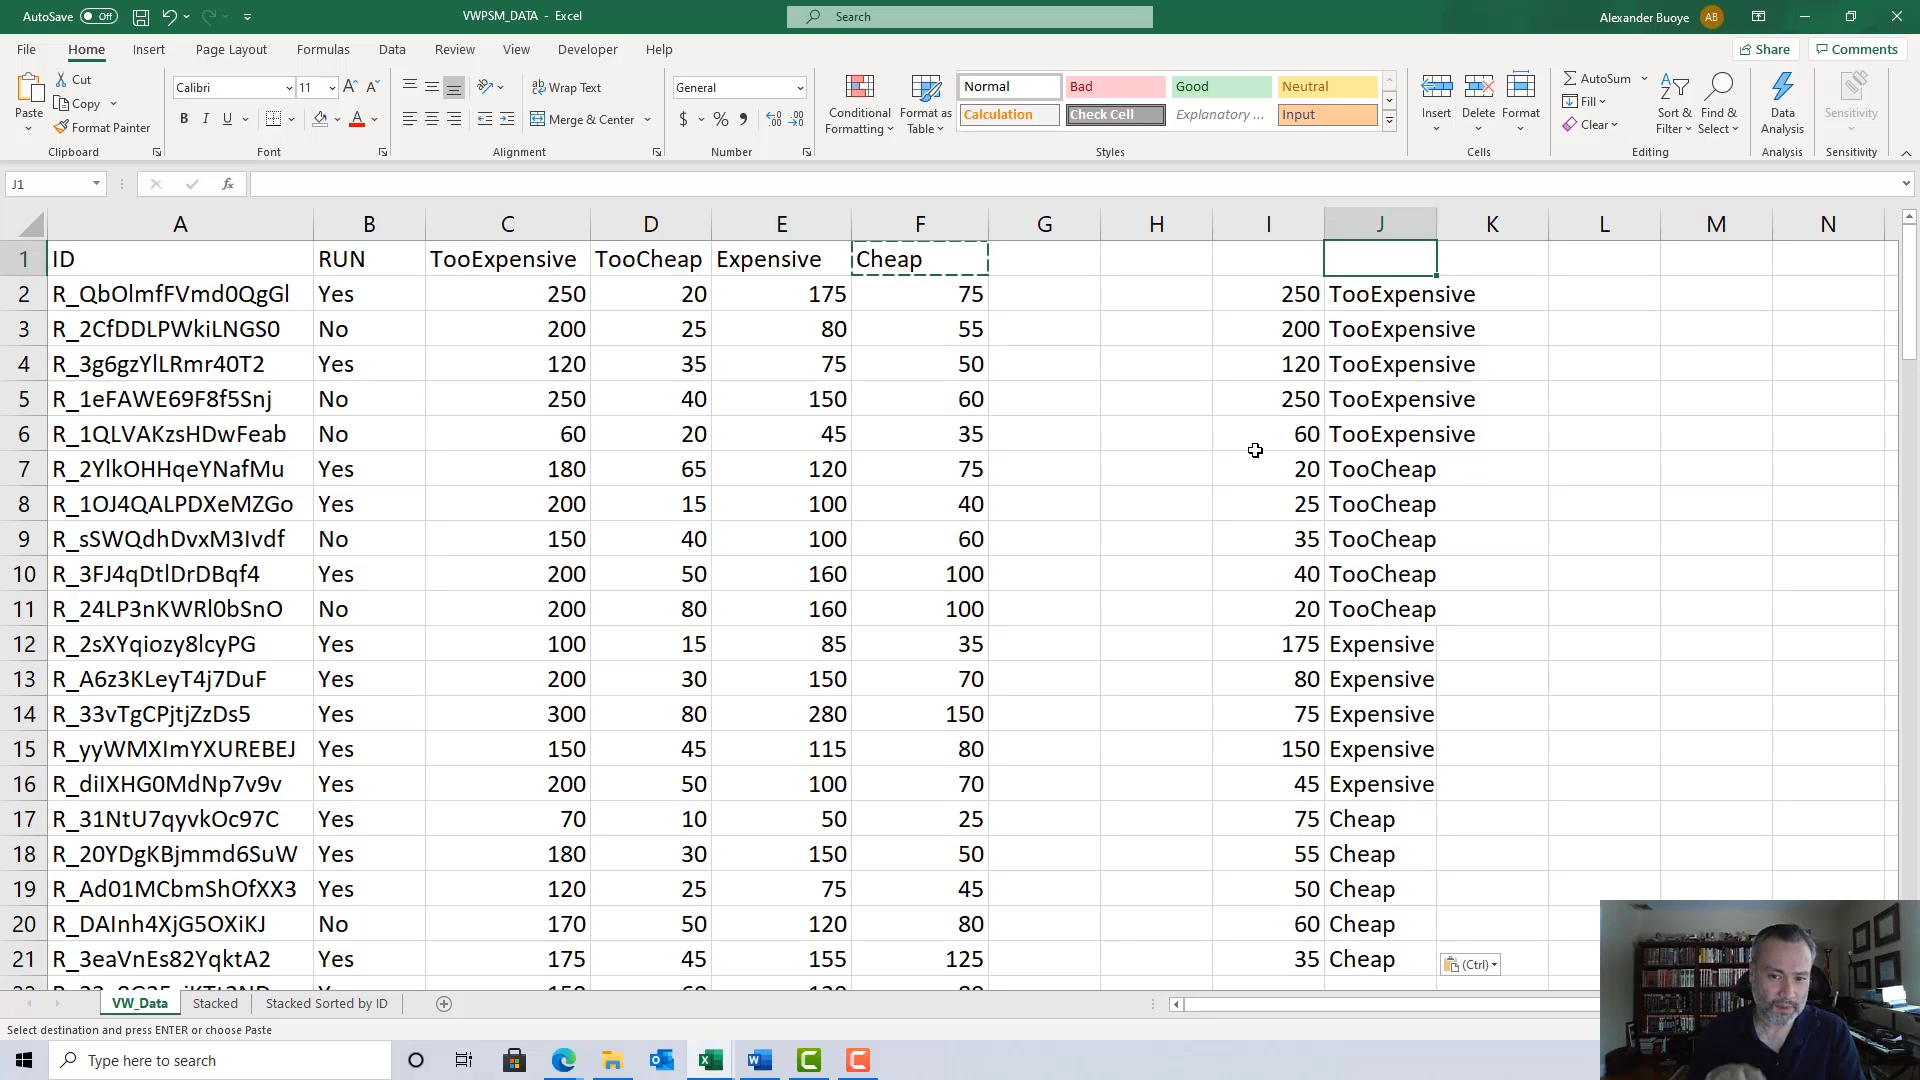 AutoSave Off VWPSM_DATA - Excel Search Alexander Buoye AB
File Home Insert Page Layout Formulas Data Review View Developer Help Share Comments
Paste Cut Copy Format Painter Clipboard
Calibri 11 A A B I U A Font
Wrap Text Merge & Center Alignment
General $ % Number
Conditional Formatting Format as Table
Normal Bad Good Neutral
Calculation Check Cell Explanatory ... Input
Styles
Insert Delete Format Cells
AutoSum Fill Clear Sort & Filter Find & Select Editing
Data Analysis Analysis
Sensitivity Sensitivity
J1 fx
A B C D E F G H I J K L M N
1 ID RUN TooExpensive TooCheap Expensive Cheap
2 R_QbOlmfFVmd0QgGl Yes 250 20 175 75 250 TooExpensive
3 R_2CfDDLPWkiLNGS0 No 200 25 80 55 200 TooExpensive
4 R_3g6gzYlLRmr40T2 Yes 120 35 75 50 120 TooExpensive
5 R_1eFAWE69F8f5Snj No 250 40 150 60 250 TooExpensive
6 R_1QLVAKzsHDwFeab No 60 20 45 35 60 TooExpensive
7 R_2YlkOHHqeYNafMu Yes 180 65 120 75 20 TooCheap
8 R_1OJ4QALPDXeMZGo Yes 200 15 100 40 25 TooCheap
9 R_sSWQdhDvxM3Ivdf No 150 40 100 60 35 TooCheap
10 R_3FJ4qDtlDrDBqf4 Yes 200 50 160 100 40 TooCheap
11 R_24LP3nKWRl0bSnO No 200 80 160 100 20 TooCheap
12 R_2sXYqiozy8lcyPG Yes 100 15 85 35 175 Expensive
13 R_A6z3KLeyT4j7DuF Yes 200 30 150 70 80 Expensive
14 R_33vTgCPjtjZzDs5 Yes 300 80 280 150 75 Expensive
15 R_yyWMXImYXUREBEJ Yes 150 45 115 80 150 Expensive
16 R_diIXHG0MdNp7v9v Yes 200 50 100 70 45 Expensive
17 R_31NtU7qyvkOc97C Yes 70 10 50 25 75 Cheap
18 R_20YDgKBjmmd6SuW Yes 180 30 150 50 55 Cheap
19 R_Ad01MCbmShOfXX3 Yes 120 25 75 45 50 Cheap
20 R_DAInh4XjG5OXiKJ No 170 50 120 80 60 Cheap
21 R_3eaVnEs82YqktA2 Yes 175 45 155 125 35 Cheap
(Ctrl)
VW_Data Stacked Stacked Sorted by ID
Select destination and press ENTER or choose Paste
Type here to search